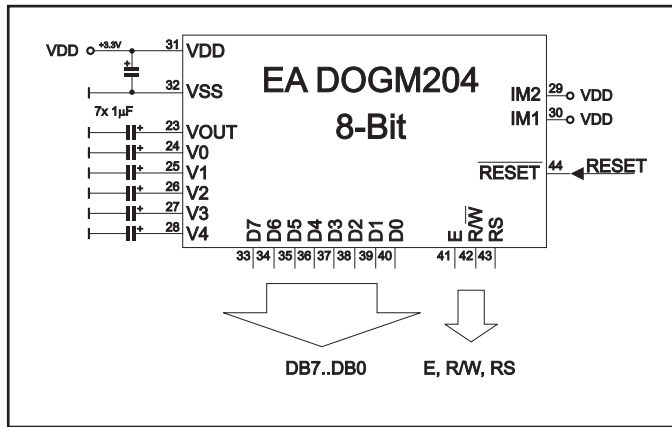 VDD +3.3V 31 VDD
32 VSS
7x 1µF
23 VOUT
24 V0
25 V1
26 V2
27 V3
28 V4
EA DOGM204
8-Bit
IM2 29 VDD
IM1 30 VDD
RESET 44 RESET
D7 D6 D5 D4 D3 D2 D1 D0
33 34 35 36 37 38 39 40
E R/W RS
41 42 43
DB7..DB0
E, R/W, RS